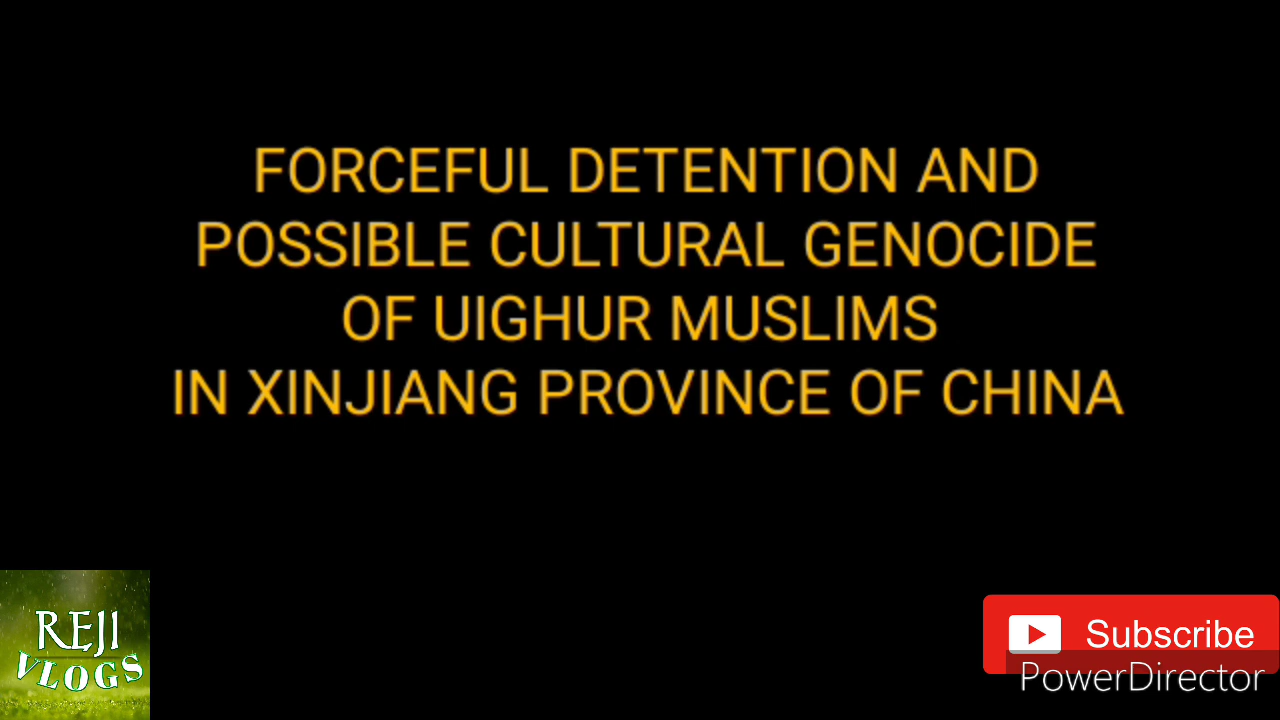 FORCEFUL DETENTION AND
POSSIBLE CULTURAL GENOCIDE
OF UIGHUR MUSLIMS
IN XINJIANG PROVINCE OF CHINA
REJI
VLOGS
Subscribe
PowerDirector